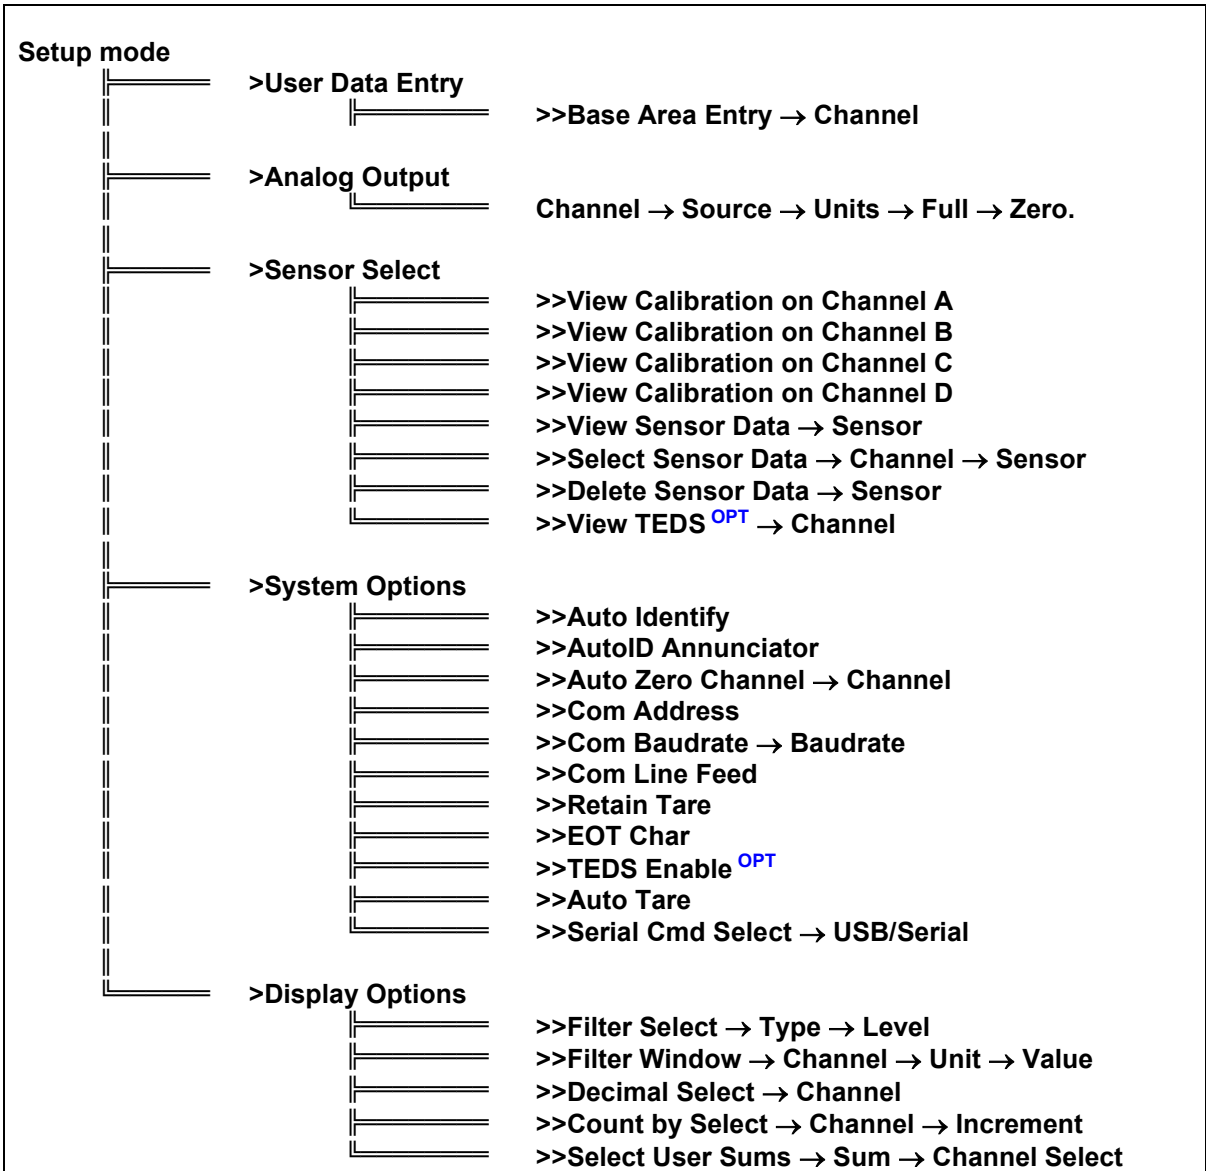 Setup mode
>User Data Entry
>>Base Area Entry → Channel
>Analog Output
Channel → Source → Units → Full → Zero.
>Sensor Select
>>View Calibration on Channel A
>>View Calibration on Channel B
>>View Calibration on Channel C
>>View Calibration on Channel D
>>View Sensor Data → Sensor
>>Select Sensor Data → Channel → Sensor
>>Delete Sensor Data → Sensor
>>View TEDS OPT → Channel
>System Options
>>Auto Identify
>>AutoID Annunciator
>>Auto Zero Channel → Channel
>>Com Address
>>Com Baudrate → Baudrate
>>Com Line Feed
>>Retain Tare
>>EOT Char
>>TEDS Enable OPT
>>Auto Tare
>>Serial Cmd Select → USB/Serial
>Display Options
>>Filter Select → Type → Level
>>Filter Window → Channel → Unit → Value
>>Decimal Select → Channel
>>Count by Select → Channel → Increment
>>Select User Sums → Sum → Channel Select